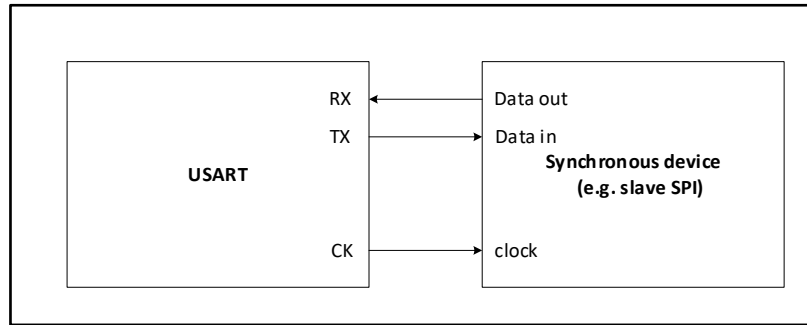 RX
Data out
TX
Data in
USART
Synchronous device
(e.g. slave SPI)
CK
clock